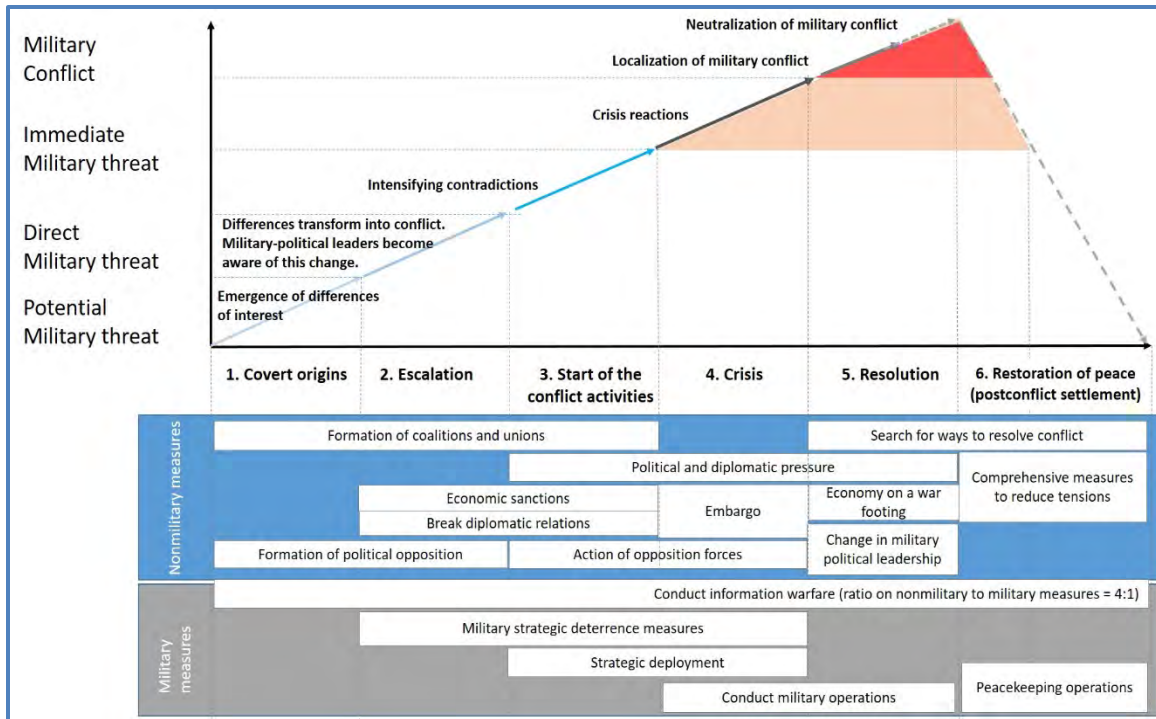 Military
Conflict
Immediate
Military threat
Direct
Military threat
Potential
Military threat
Neutralization of military conflict
Localization of military conflict
Crisis reactions
Intensifying contradictions
Differences transform into conflict.
Military-political leaders become
aware of this change.
Emergence of differences
of interest
1. Covert origins
2. Escalation
3. Start of the
conflict activities
4. Crisis
5. Resolution
6. Restoration of peace
(postconflict settlement)
Nonmilitary measures
Formation of coalitions and unions
Search for ways to resolve conflict
Political and diplomatic pressure
Comprehensive measures
to reduce tensions
Economic sanctions
Embargo
Economy on a war
footing
Break diplomatic relations
Change in military
political leadership
Formation of political opposition
Action of opposition forces
Conduct information warfare (ratio on nonmilitary to military measures = 4:1)
Military
measures
Military strategic deterrence measures
Strategic deployment
Conduct military operations
Peacekeeping operations